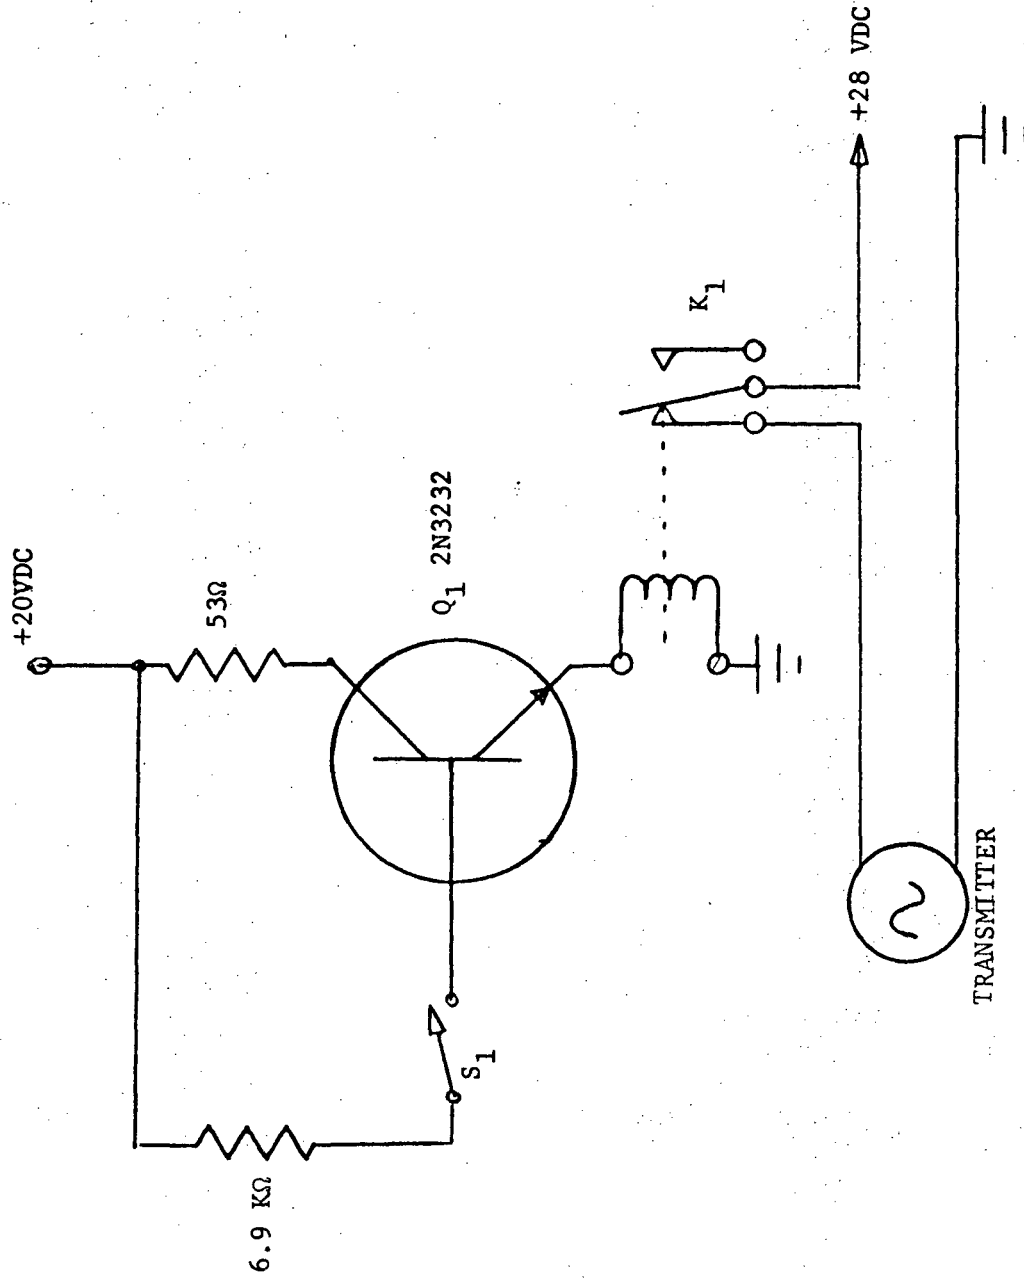 +20VDC
53Ω
6.9 KΩ
S1
Q1 2N3232
K1
+28 VDC
TRANSMITTER